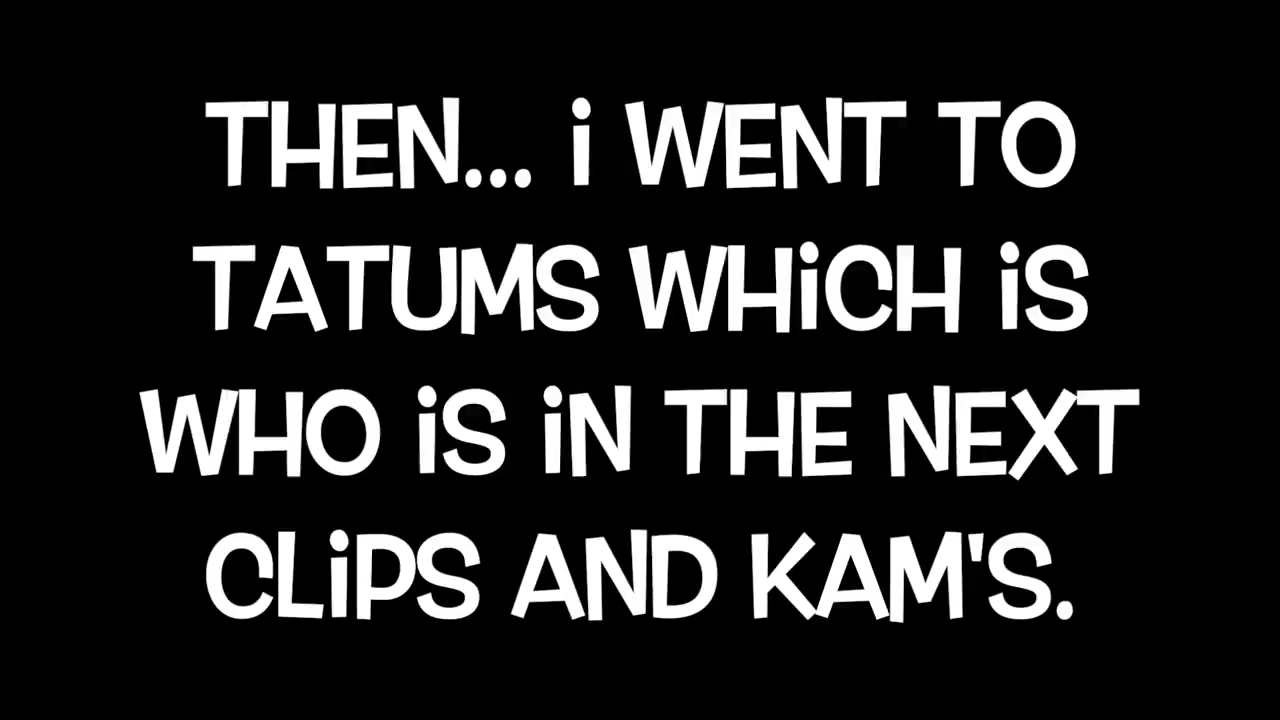 THEN... i WENT TO
TATUMS WHiCH iS
WHO iS iN THE NEXT
CLiPS AND KAM'S.